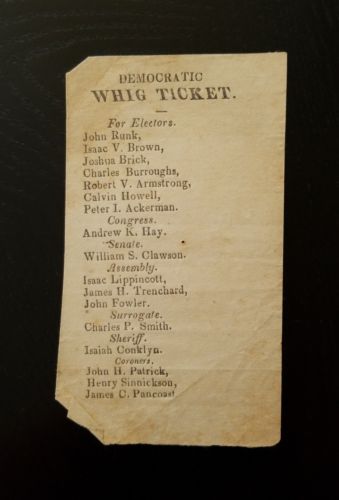 DEMOCRATIC
WHIG TICKET.
For Electors.
John Runk,
Isaac V. Brown,
Joshua Brick,
Charles Burroughs,
Robert V. Armstrong,
Calvin Howell,
Peter I. Ackerman.
Congress.
Andrew K. Hay.
Senate.
William S. Clawson.
Assembly.
Isaac Lippincott,
James H. Trenchard,
John Fowler.
Surrogate.
Charles P. Smith.
Sheriff.
Isaiah Conklyn.
Coroners.
John H. Patrick,
Henry Sinnickson,
James C. Pancoast